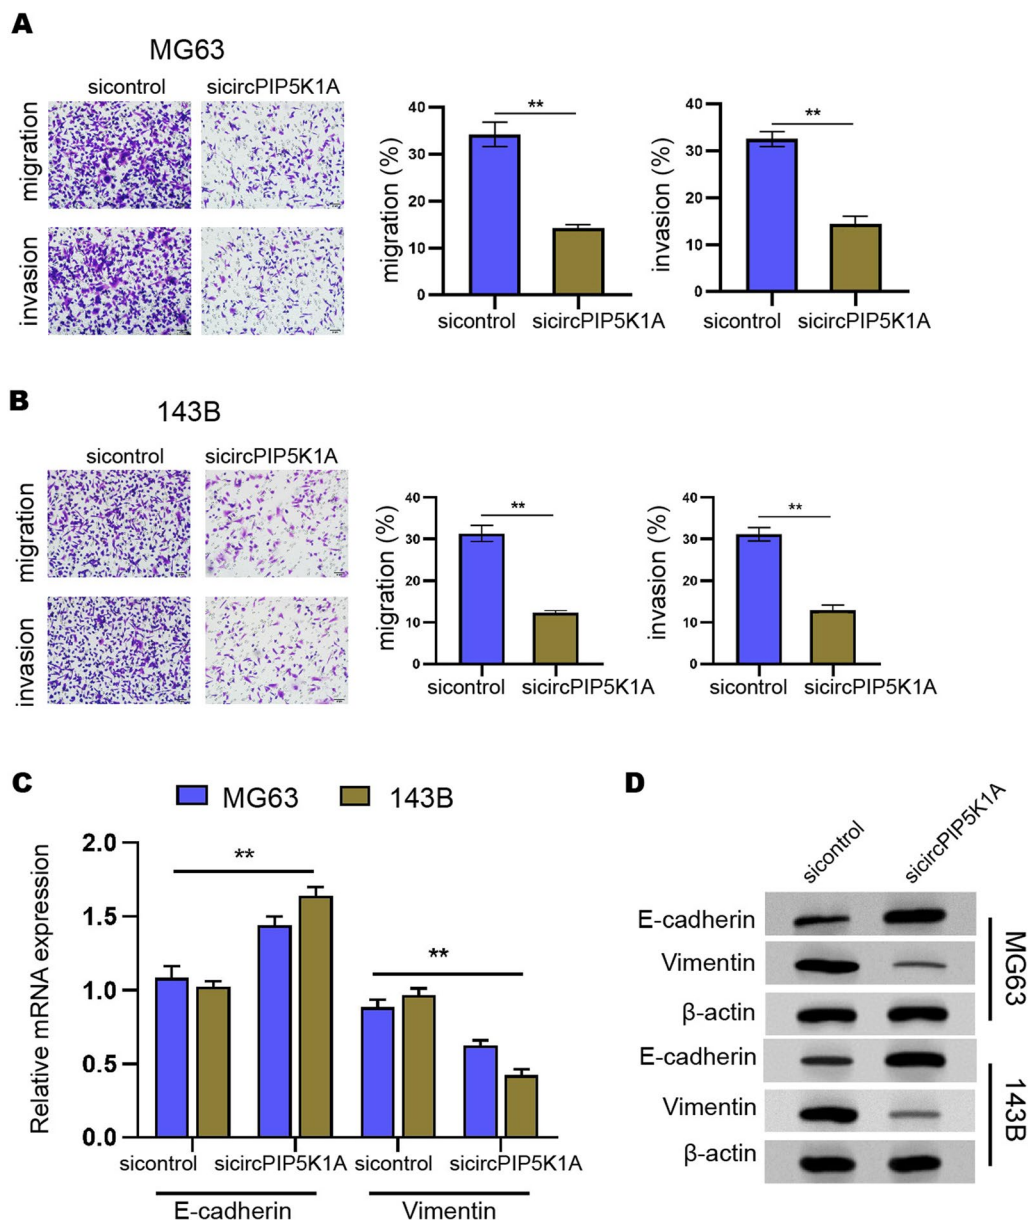 A
MG63
sicontrol sicircPIP5K1A
migration
invasion
migration (%)
40
30
20
10
0
**
sicontrol sicircPIP5K1A
invasion (%)
40
30
20
10
0
**
sicontrol sicircPIP5K1A
B
143B
sicontrol sicircPIP5K1A
migration
invasion
migration (%)
40
30
20
10
0
**
sicontrol sicircPIP5K1A
invasion (%)
40
30
20
10
0
**
sicontrol sicircPIP5K1A
C
MG63 143B
Relative mRNA expression
2.0
1.5
1.0
0.5
0.0
**
**
sicontrol sicircPIP5K1A sicontrol sicircPIP5K1A
E-cadherin Vimentin
D
sicontrol sicircPIP5K1A
E-cadherin
Vimentin
β-actin
MG63
E-cadherin
Vimentin
β-actin
143B